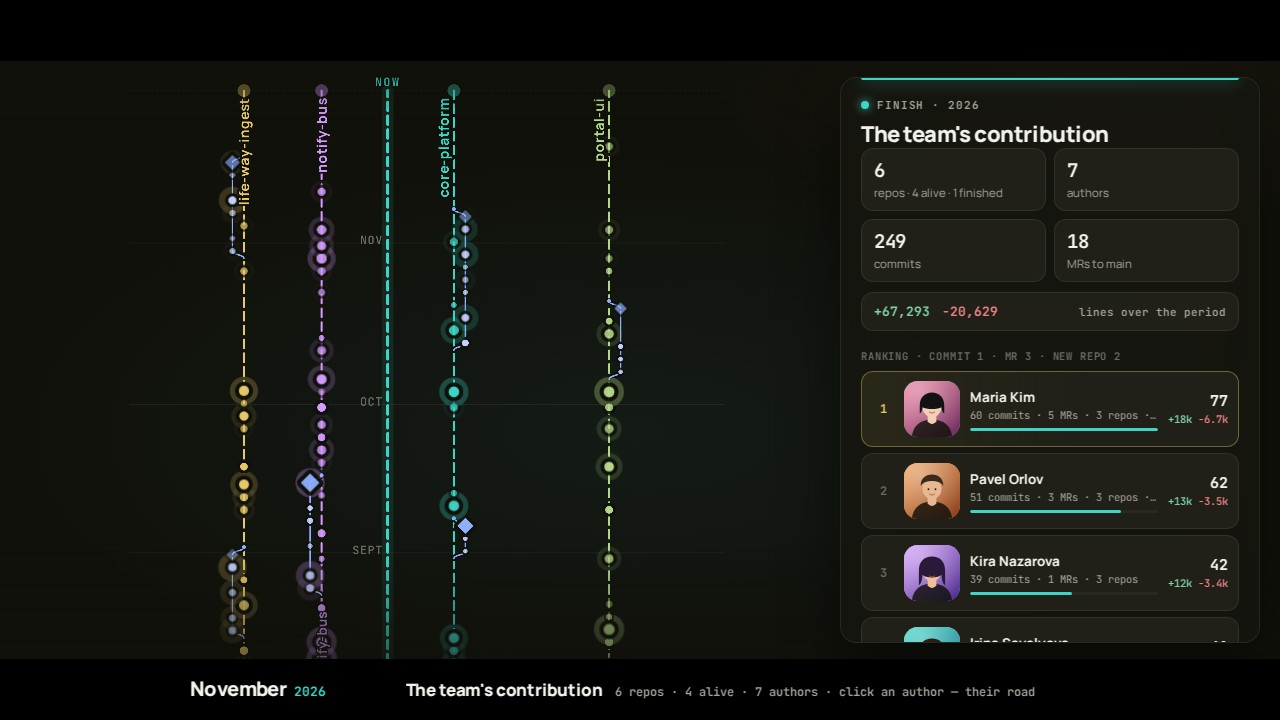 NOW
life-way-ingest
notify-bus
core-platform
portal-ui
NOV
OCT
SEPT
FINISH · 2026
The team's contribution
6
repos · 4 alive · 1 finished
7
authors
249
commits
18
MRs to main
+67,293 -20,629 lines over the period
RANKING · COMMIT 1 · MR 3 · NEW REPO 2
1
Maria Kim
60 commits · 5 MRs · 3 repos ·…
77
+18k -6.7k
2
Pavel Orlov
51 commits · 3 MRs · 3 repos ·…
62
+13k -3.5k
3
Kira Nazarova
39 commits · 1 MRs · 3 repos
42
+12k -3.4k
November 2026
The team's contribution 6 repos · 4 alive · 7 authors · click an author — their road